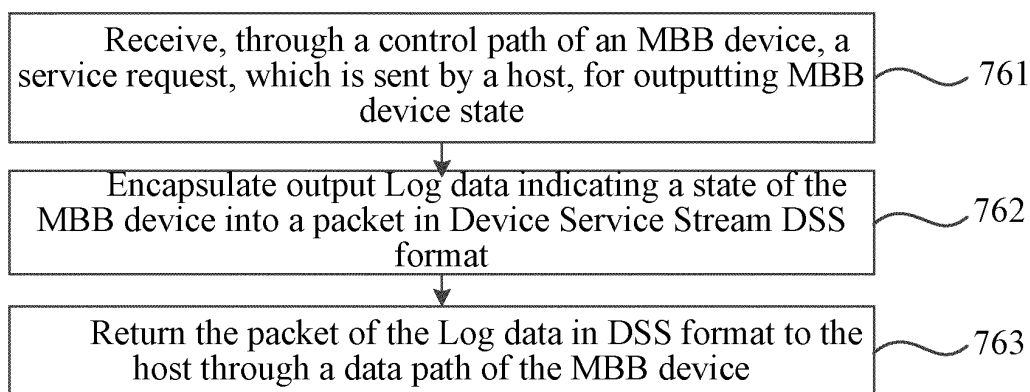 Receive, through a control path of an MBB device, a
service request, which is sent by a host, for outputting MBB
device state
761
Encapsulate output Log data indicating a state of the
MBB device into a packet in Device Service Stream DSS
format
762
Return the packet of the Log data in DSS format to the
host through a data path of the MBB device
763